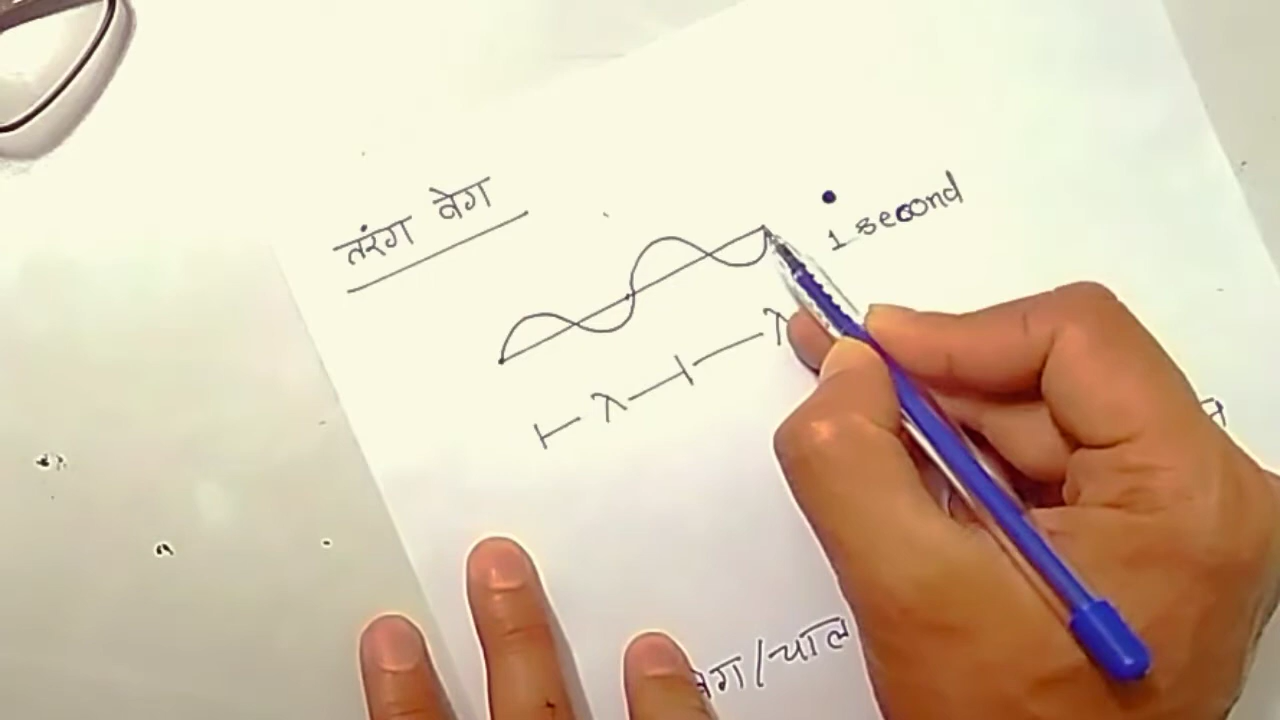 तरंग वेग
1 second
λ λ
वेग/चाल